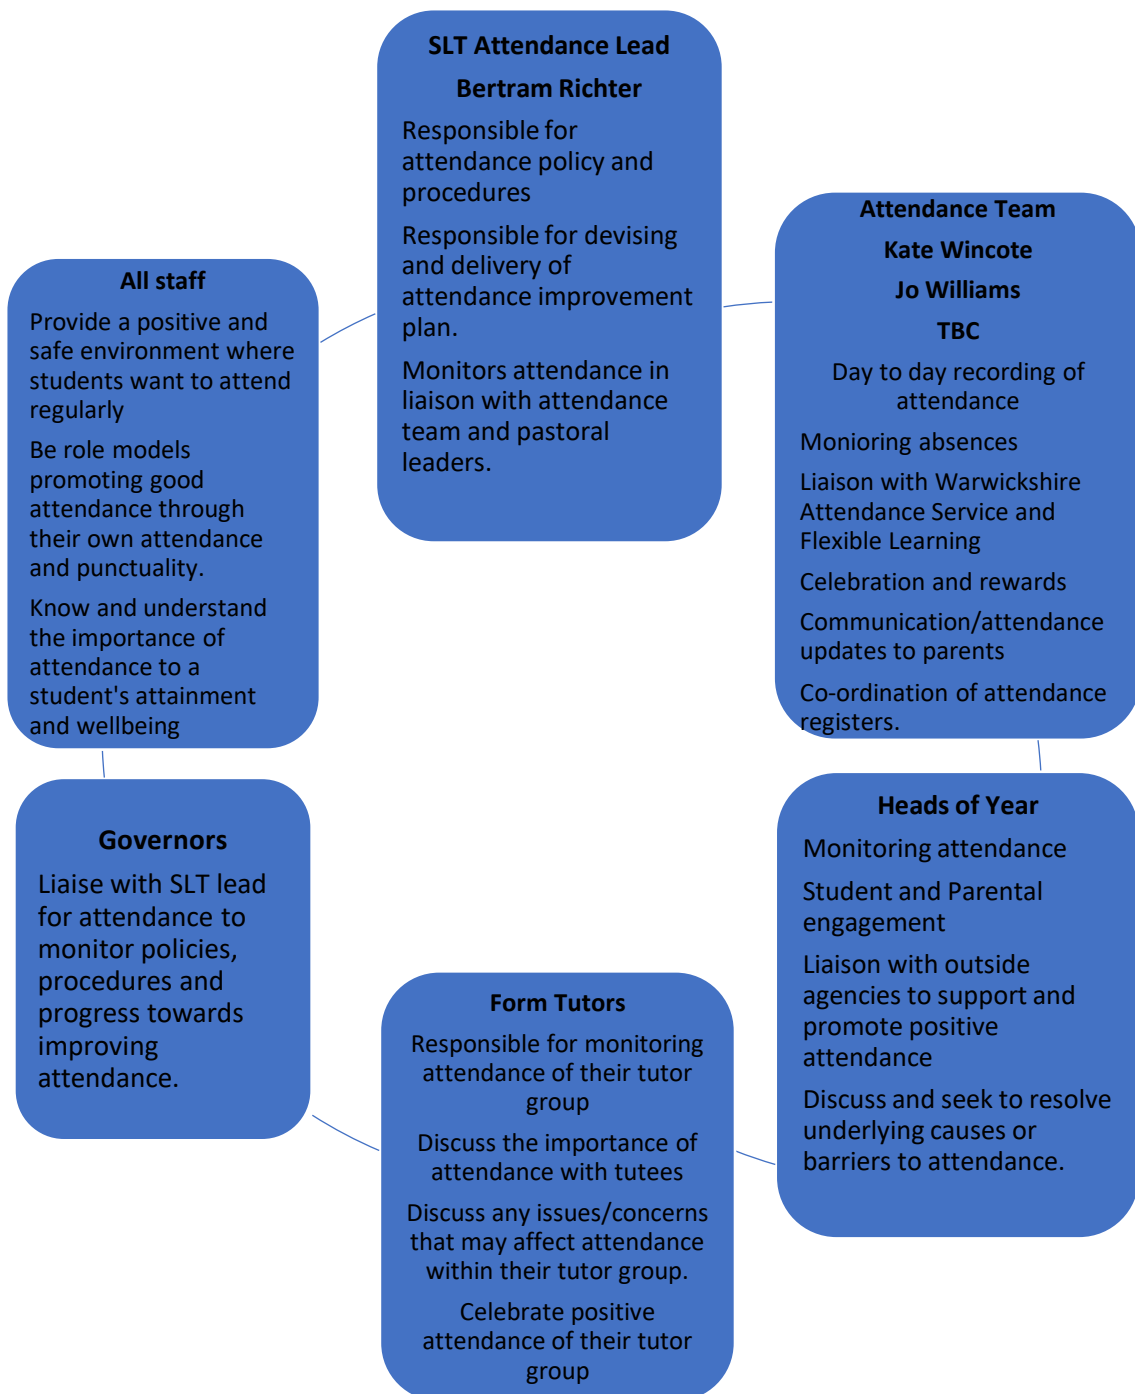 SLT Attendance Lead
Bertram Richter
Responsible for
attendance policy and
procedures
Responsible for devising
and delivery of
attendance improvement
plan.
Monitors attendance in
liaison with attendance
team and pastoral
leaders.
Attendance Team
Kate Wincote
Jo Williams
TBC
Day to day recording of
attendance
Monioring absences
Liaison with Warwickshire
Attendance Service and
Flexible Learning
Celebration and rewards
Communication/attendance
updates to parents
Co-ordination of attendance
registers.
Heads of Year
Monitoring attendance
Student and Parental
engagement
Liaison with outside
agencies to support and
promote positive
attendance
Discuss and seek to resolve
underlying causes or
barriers to attendance.
Form Tutors
Responsible for monitoring
attendance of their tutor
group
Discuss the importance of
attendance with tutees
Discuss any issues/concerns
that may affect attendance
within their tutor group.
Celebrate positive
attendance of their tutor
group
Governors
Liaise with SLT lead
for attendance to
monitor policies,
procedures and
progress towards
improving
attendance.
All staff
Provide a positive and
safe environment where
students want to attend
regularly
Be role models
promoting good
attendance through
their own attendance
and punctuality.
Know and understand
the importance of
attendance to a
student's attainment
and wellbeing